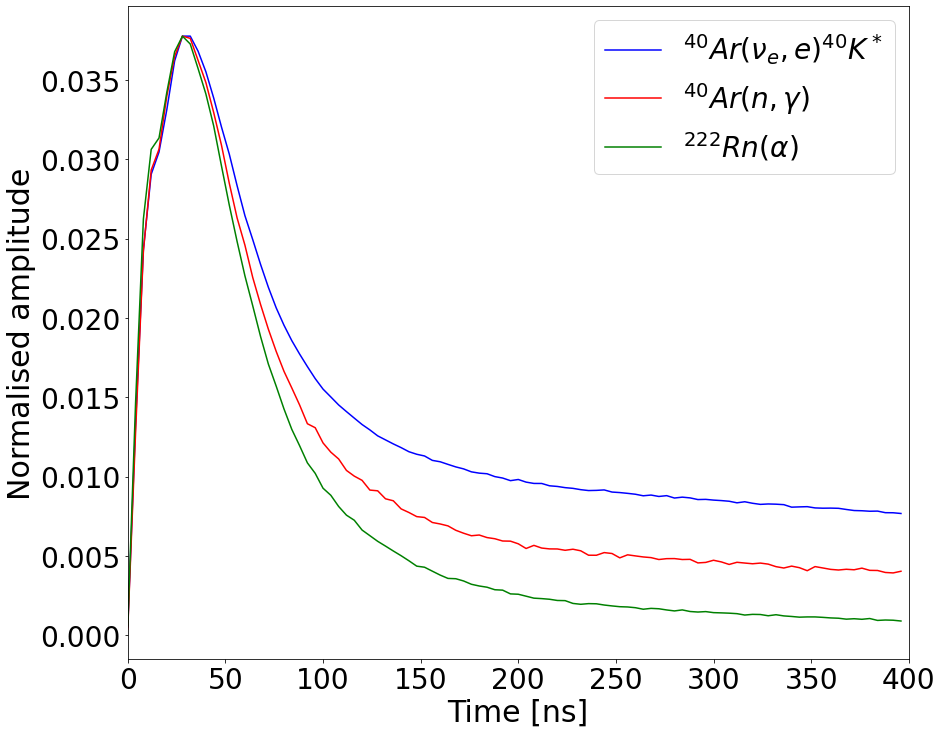 ⁴⁰Ar(νₑ, e)⁴⁰K*
⁴⁰Ar(n, γ)
²²²Rn(α)
0.035
0.030
0.025
0.020
0.015
0.010
0.005
0.000
Normalised amplitude
0 50 100 150 200 250 300 350 400
Time [ns]